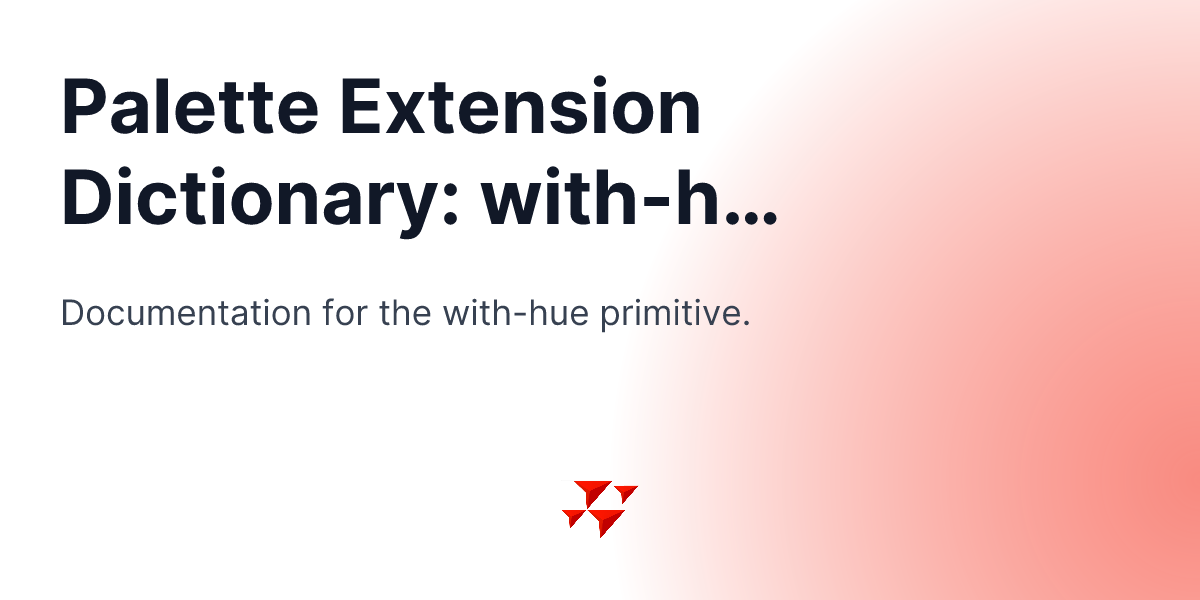 Palette Extension
Dictionary: with-h...
Documentation for the with-hue primitive.